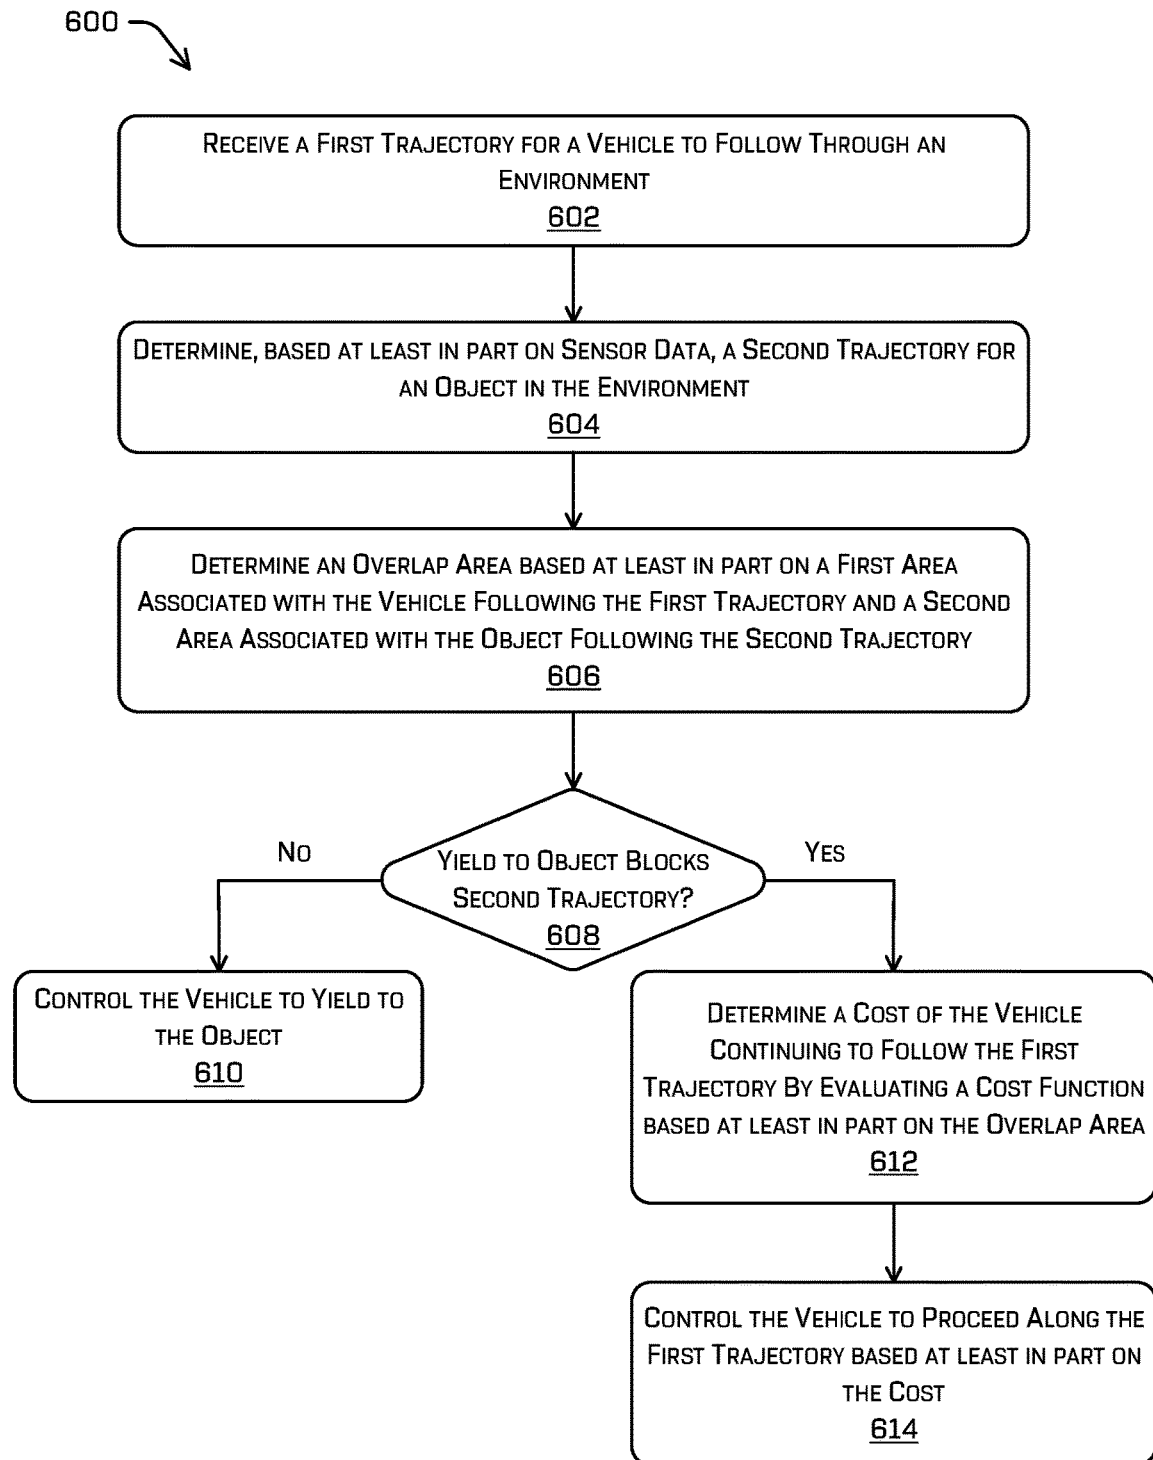 600
RECEIVE A FIRST TRAJECTORY FOR A VEHICLE TO FOLLOW THROUGH AN
ENVIRONMENT
602
DETERMINE, BASED AT LEAST IN PART ON SENSOR DATA, A SECOND TRAJECTORY FOR
AN OBJECT IN THE ENVIRONMENT
604
DETERMINE AN OVERLAP AREA BASED AT LEAST IN PART ON A FIRST AREA
ASSOCIATED WITH THE VEHICLE FOLLOWING THE FIRST TRAJECTORY AND A SECOND
AREA ASSOCIATED WITH THE OBJECT FOLLOWING THE SECOND TRAJECTORY
606
NO
YIELD TO OBJECT BLOCKS
SECOND TRAJECTORY?
608
YES
CONTROL THE VEHICLE TO YIELD TO
THE OBJECT
610
DETERMINE A COST OF THE VEHICLE
CONTINUING TO FOLLOW THE FIRST
TRAJECTORY BY EVALUATING A COST FUNCTION
BASED AT LEAST IN PART ON THE OVERLAP AREA
612
CONTROL THE VEHICLE TO PROCEED ALONG THE
FIRST TRAJECTORY BASED AT LEAST IN PART ON
THE COST
614